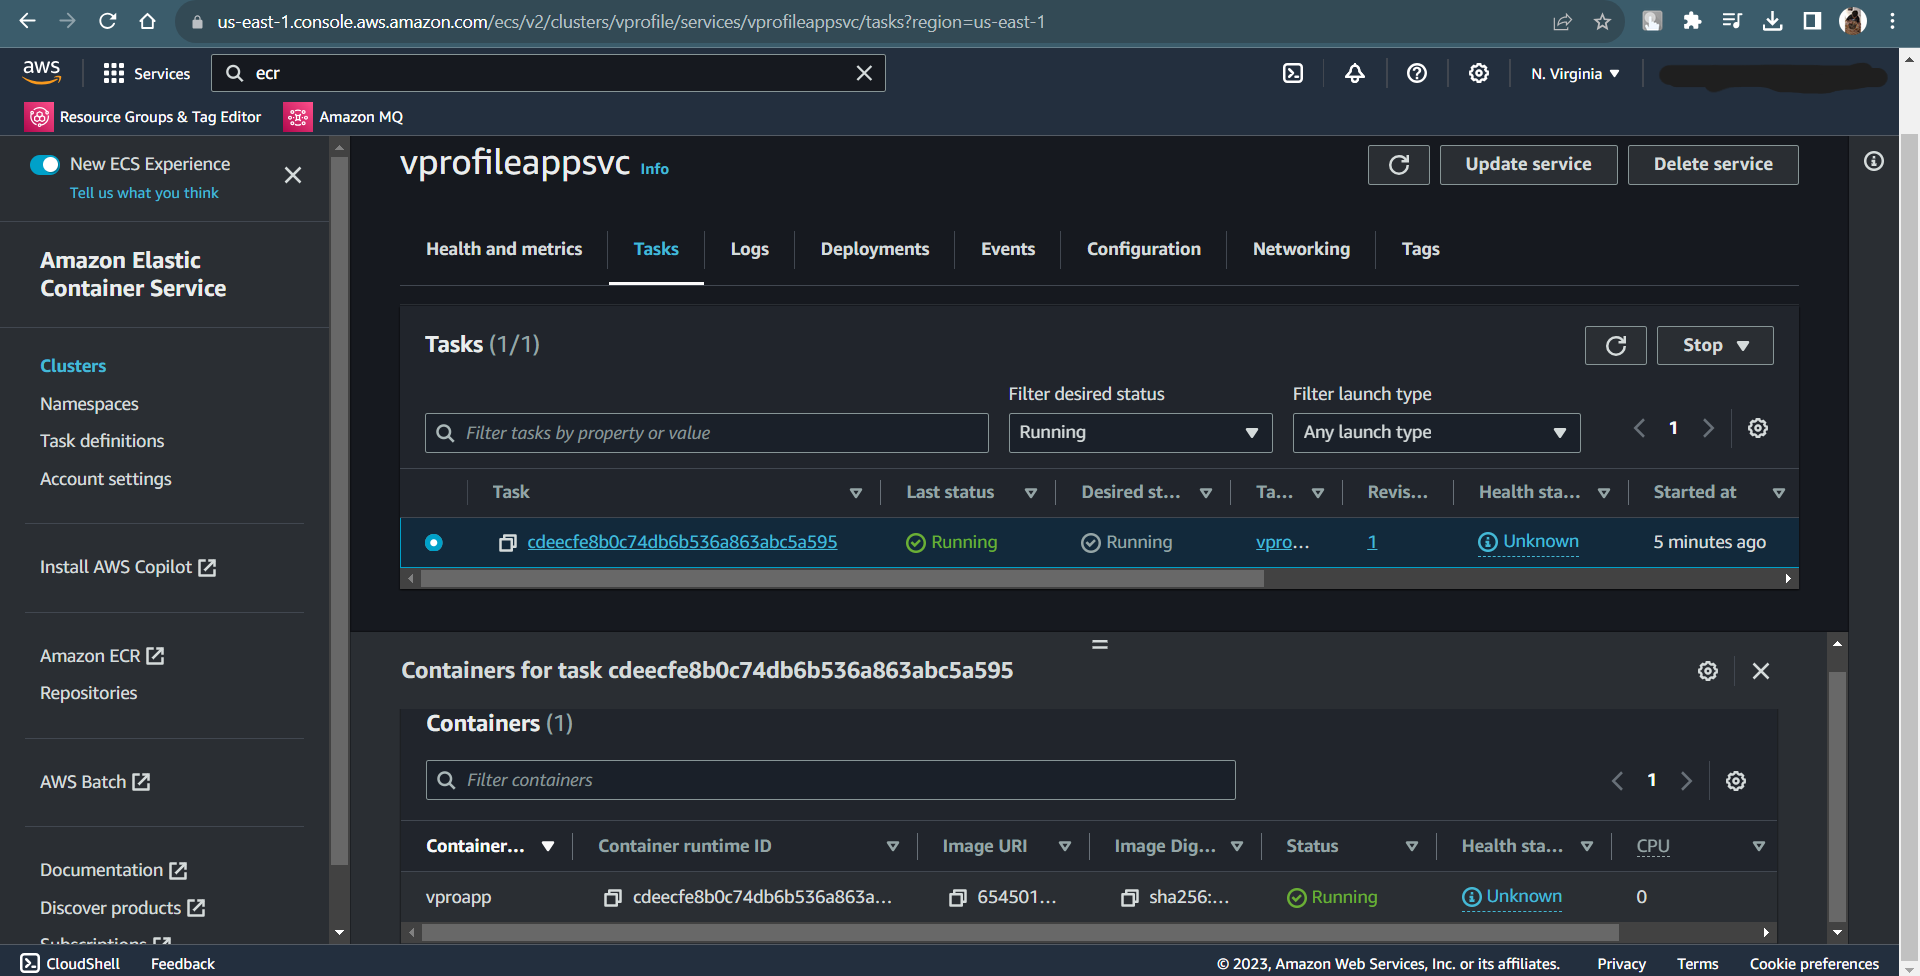 us-east-1.console.aws.amazon.com/ecs/v2/clusters/vprofile/services/vprofileappsvc/tasks?region=us-east-1
aws
Services
ecr
N. Virginia
Resource Groups & Tag Editor
Amazon MQ
New ECS Experience
Tell us what you think
Amazon Elastic
Container Service
Clusters
Namespaces
Task definitions
Account settings
Install AWS Copilot
Amazon ECR
Repositories
AWS Batch
Documentation
Discover products
Subscriptions
vprofileappsvc Info
Update service
Delete service
Health and metrics
Tasks
Logs
Deployments
Events
Configuration
Networking
Tags
Tasks (1/1)
Stop
Filter desired status
Filter launch type
Filter tasks by property or value
Running
Any launch type
1
Task
Last status
Desired st...
Ta...
Revis...
Health sta...
Started at
cdeecfe8b0c74db6b536a863abc5a595
Running
Running
vpro...
1
Unknown
5 minutes ago
Containers for task cdeecfe8b0c74db6b536a863abc5a595
Containers (1)
Filter containers
1
Container...
Container runtime ID
Image URI
Image Dig...
Status
Health sta...
CPU
vproapp
cdeecfe8b0c74db6b536a863a...
654501...
sha256:...
Running
Unknown
0
CloudShell
Feedback
© 2023, Amazon Web Services, Inc. or its affiliates.
Privacy
Terms
Cookie preferences